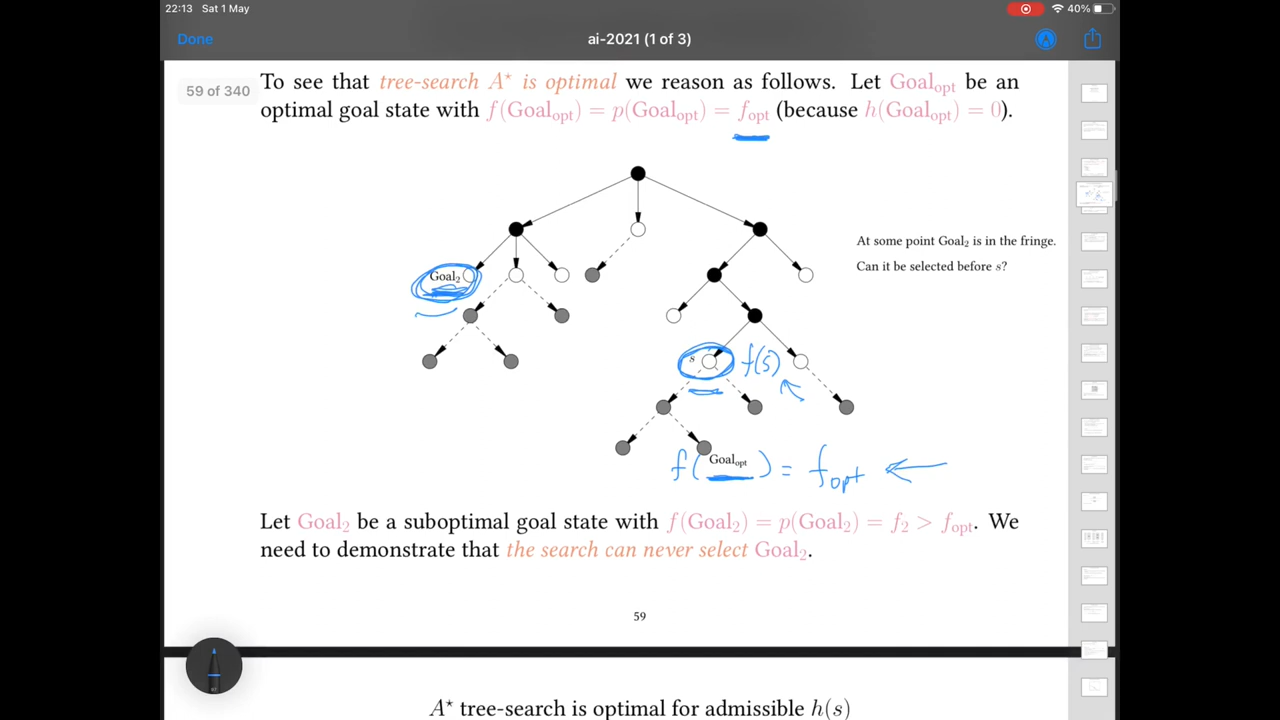 22:13 Sat 1 May
40%
Done
ai-2021 (1 of 3)
59 of 340
To see that tree-search A* is optimal we reason as follows. Let Goal_opt be an
optimal goal state with f(Goal_opt) = p(Goal_opt) = f_opt (because h(Goal_opt) = 0).
At some point Goal₂ is in the fringe.
Can it be selected before s?
Goal₂
s f(s)
f(Goal_opt) = f_opt
Let Goal₂ be a suboptimal goal state with f(Goal₂) = p(Goal₂) = f₂ > f_opt. We
need to demonstrate that the search can never select Goal₂.
59
A* tree-search is optimal for admissible h(s)